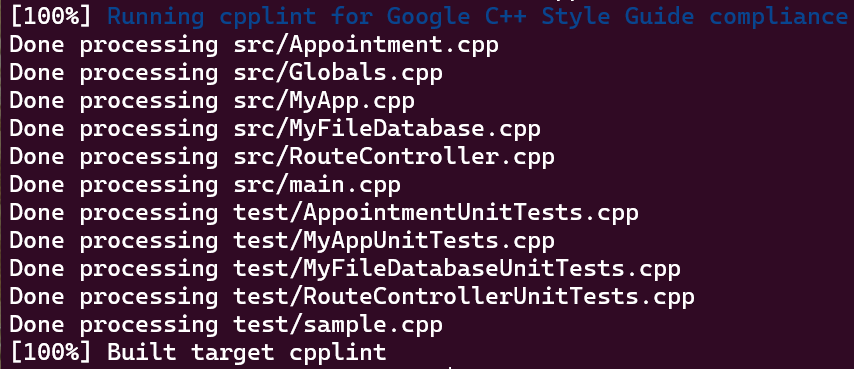 [100%] Running cpplint for Google C++ Style Guide compliance
Done processing src/Appointment.cpp
Done processing src/Globals.cpp
Done processing src/MyApp.cpp
Done processing src/MyFileDatabase.cpp
Done processing src/RouteController.cpp
Done processing src/main.cpp
Done processing test/AppointmentUnitTests.cpp
Done processing test/MyAppUnitTests.cpp
Done processing test/MyFileDatabaseUnitTests.cpp
Done processing test/RouteControllerUnitTests.cpp
Done processing test/sample.cpp
[100%] Built target cpplint